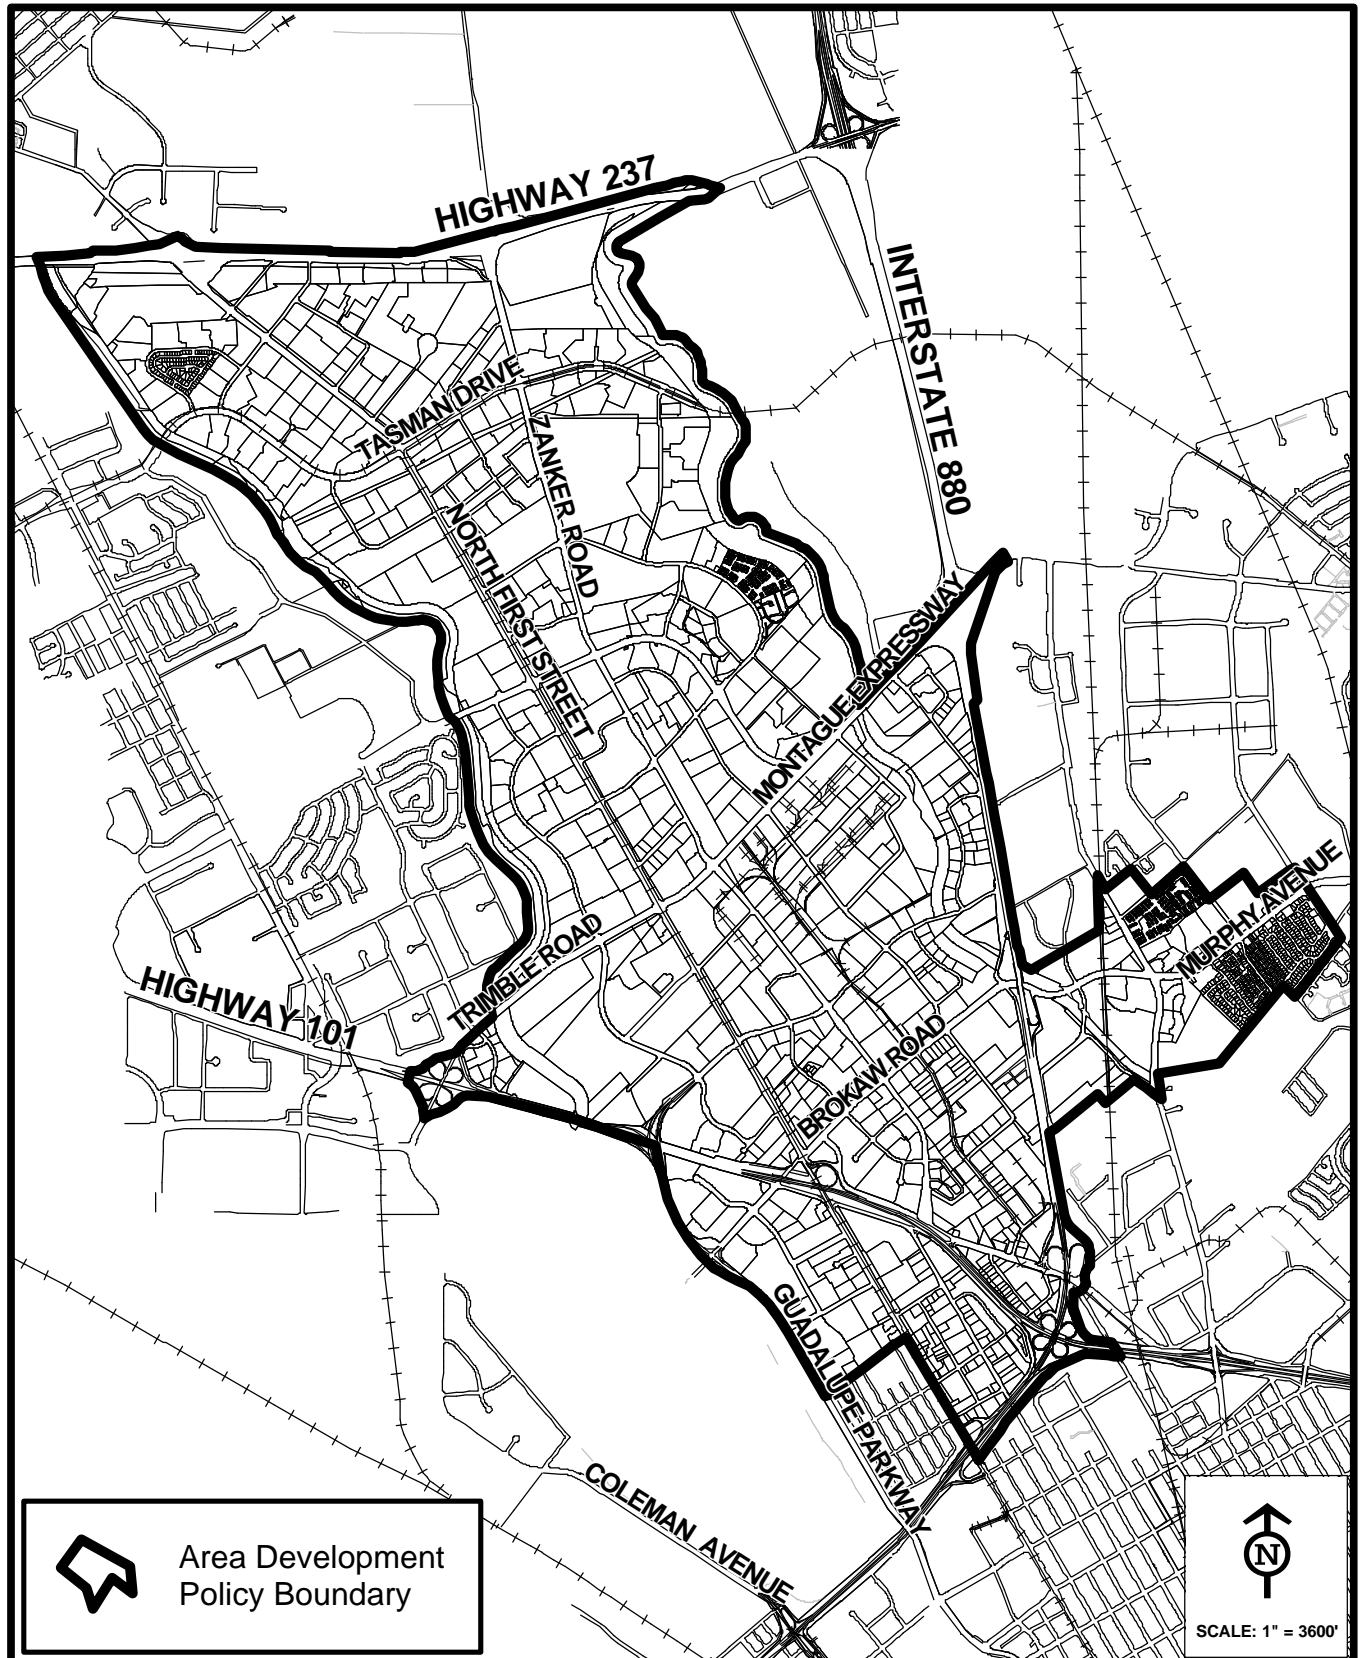 HIGHWAY 237
INTERSTATE 880
TASMAN DRIVE
ZANKER ROAD
NORTH FIRST STREET
MONTAGUE EXPRESSWAY
MURPHY AVENUE
TRIMBLE ROAD
HIGHWAY 101
BROKAW ROAD
GUADALUPE PARKWAY
COLEMAN AVENUE
Area Development
Policy Boundary
N
SCALE: 1" = 3600'